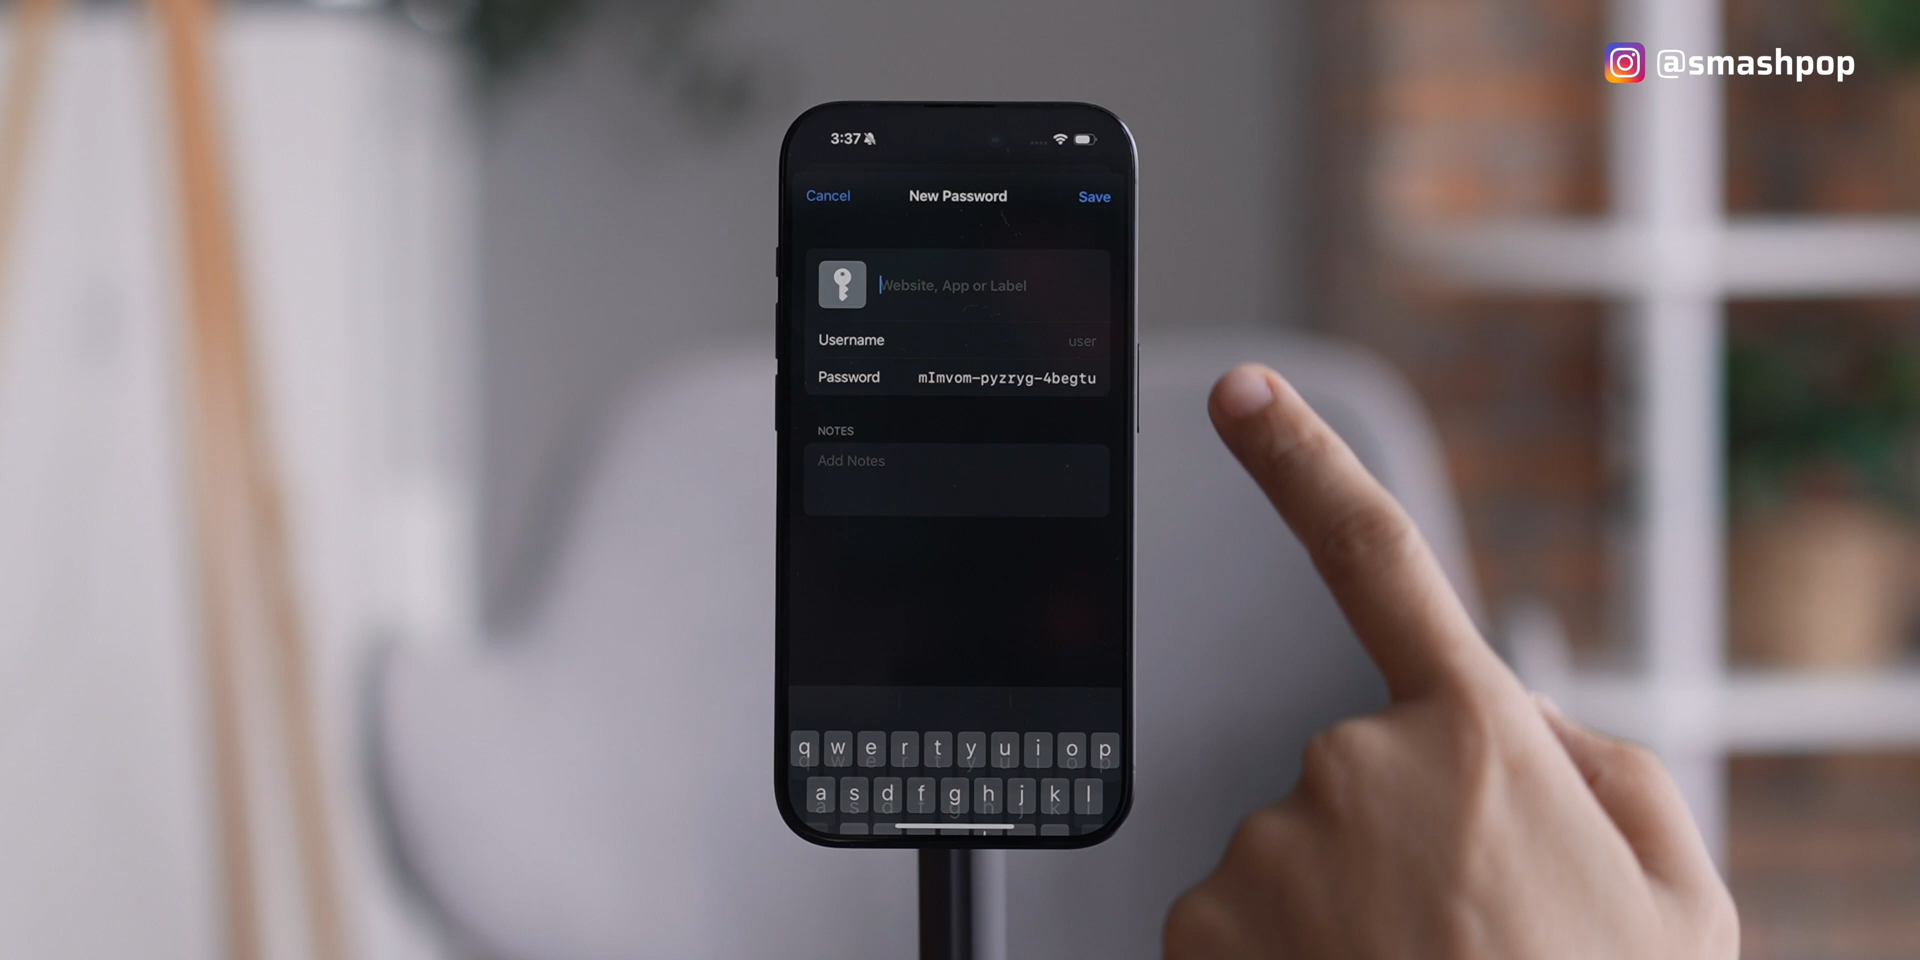 @smashpop
3:37
Cancel New Password Save
Website, App or Label
Username user
Password mImvom-pyzryg-4begtu
NOTES
Add Notes
q w e r t y u i o p
a s d f g h j k l